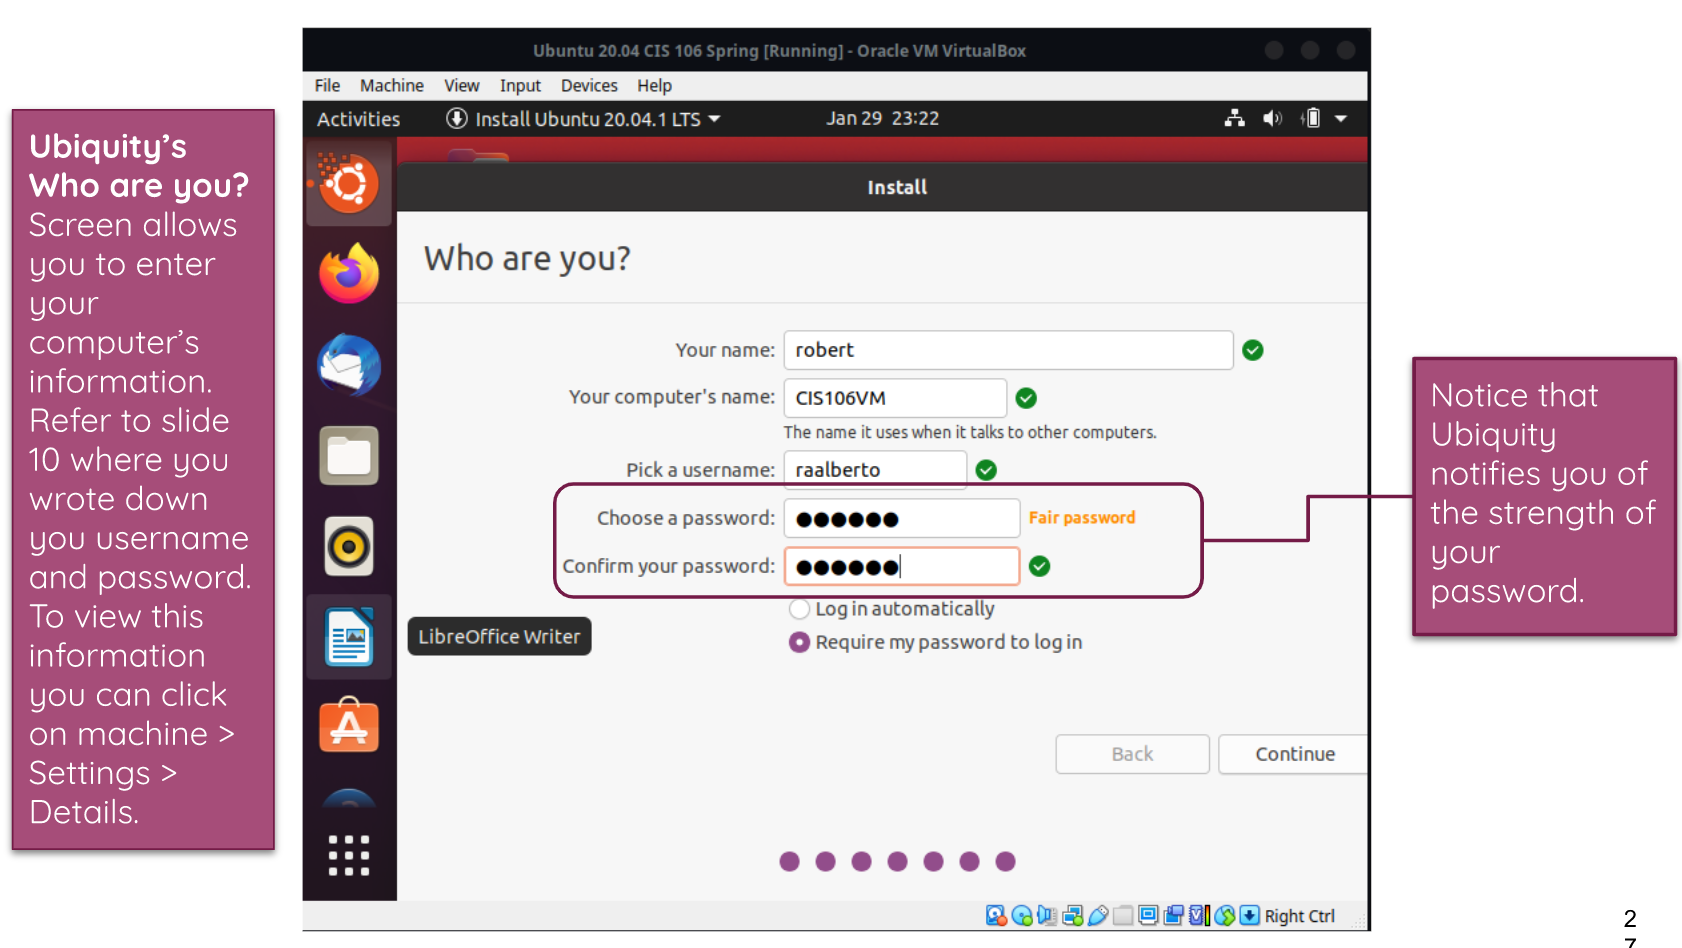 Ubuntu 20.04 CIS 106 Spring [Running] - Oracle VM VirtualBox
File Machine View Input Devices Help
Activities Install Ubuntu 20.04.1 LTS Jan 29 23:22
Install
Who are you?
Your name: robert
Your computer's name: CIS106VM
The name it uses when it talks to other computers.
Pick a username: raalberto
Choose a password: ●●●●●● Fair password
Confirm your password: ●●●●●●
Log in automatically
Require my password to log in
LibreOffice Writer
Back Continue
Right Ctrl
Ubiquity’s
Who are you?
Screen allows
you to enter
your
computer’s
information.
Refer to slide
10 where you
wrote down
you username
and password.
To view this
information
you can click
on machine >
Settings >
Details.
Notice that
Ubiquity
notifies you of
the strength of
your
password.
2
7